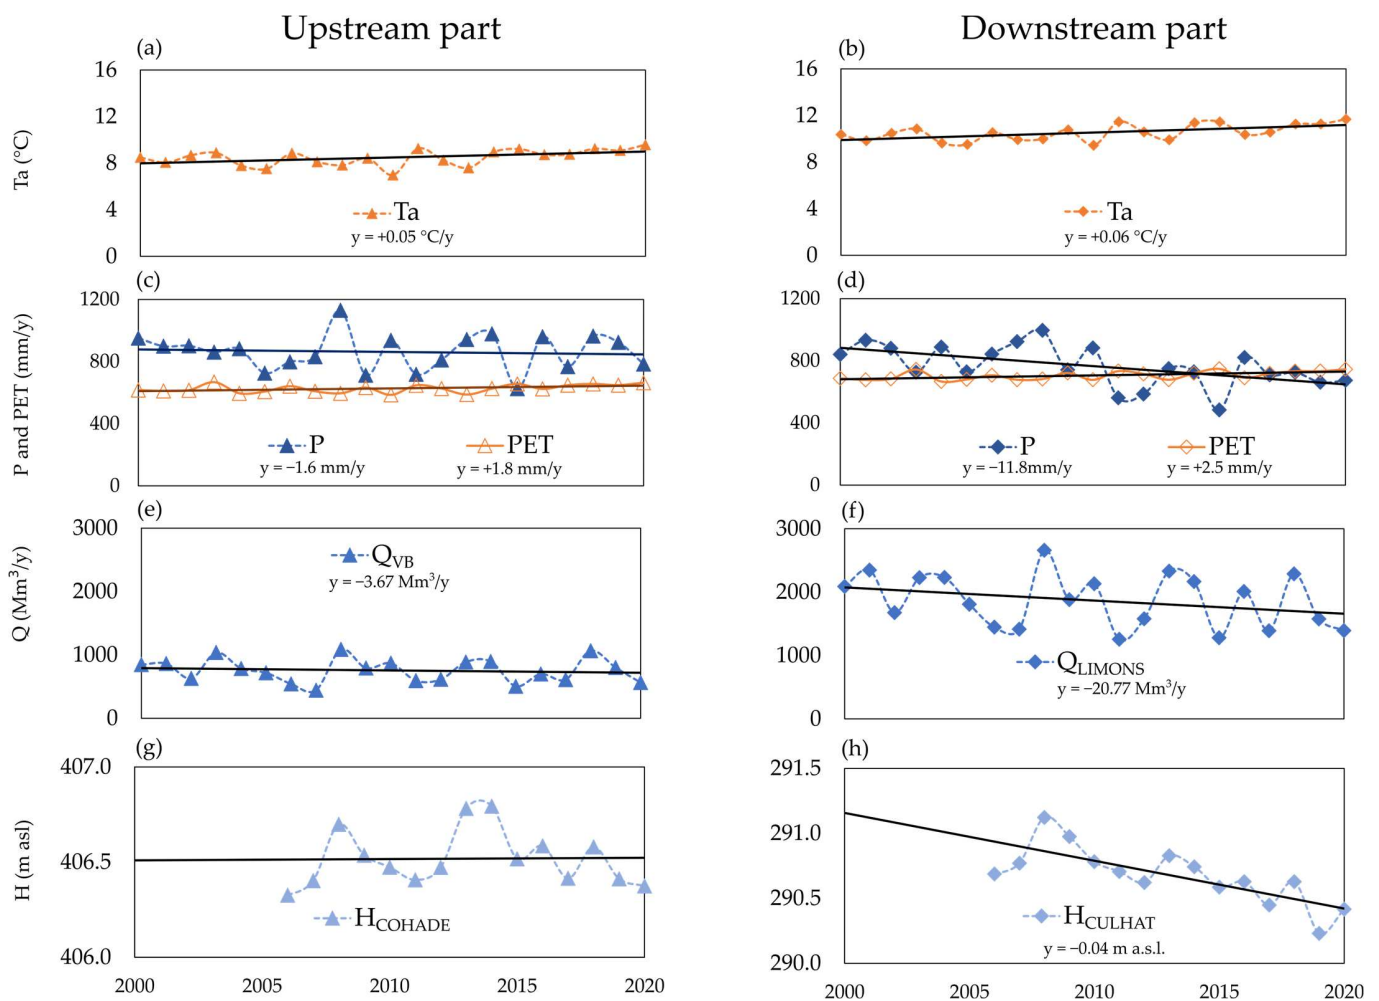 Upstream part
Downstream part
(a)
(b)
Ta (°C)
16
12
8
4
0
Ta
y = +0.05 °C/y
16
12
8
4
0
Ta
y = +0.06 °C/y
(c)
(d)
P and PET (mm/y)
1200
800
400
0
P
y = −1.6 mm/y
PET
y = +1.8 mm/y
1200
800
400
0
P
y = −11.8mm/y
PET
y = +2.5 mm/y
(e)
(f)
Q (Mm³/y)
3000
2000
1000
0
Q_VB
y = −3.67 Mm³/y
3000
2000
1000
0
Q_LIMONS
y = −20.77 Mm³/y
(g)
(h)
H (m asl)
407.0
406.5
406.0
H_COHADE
2000 2005 2010 2015 2020
291.5
291.0
290.5
290.0
H_CULHAT
y = −0.04 m a.s.l.
2000 2005 2010 2015 2020